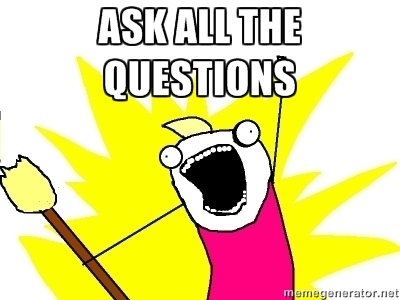 ASK ALL THE
QUESTIONS
memegenerator.net